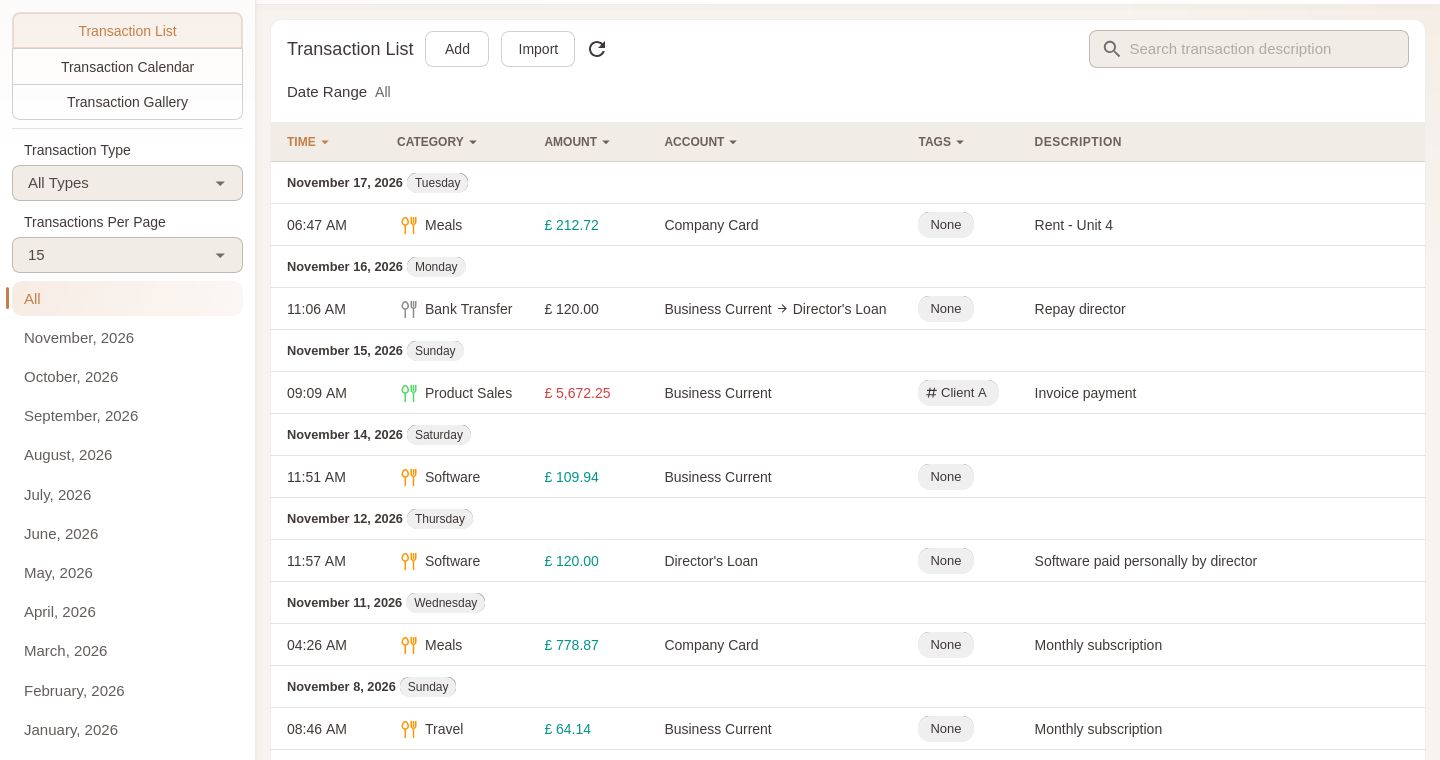 Transaction List
Transaction Calendar
Transaction Gallery
Transaction Type
All Types
Transactions Per Page
15
All
November, 2026
October, 2026
September, 2026
August, 2026
July, 2026
June, 2026
May, 2026
April, 2026
March, 2026
February, 2026
January, 2026
Transaction List Add Import Search transaction description
Date Range All
TIME CATEGORY AMOUNT ACCOUNT TAGS DESCRIPTION
November 17, 2026 Tuesday
06:47 AM Meals £ 212.72 Company Card None Rent - Unit 4
November 16, 2026 Monday
11:06 AM Bank Transfer £ 120.00 Business Current → Director's Loan None Repay director
November 15, 2026 Sunday
09:09 AM Product Sales £ 5,672.25 Business Current # Client A Invoice payment
November 14, 2026 Saturday
11:51 AM Software £ 109.94 Business Current None
November 12, 2026 Thursday
11:57 AM Software £ 120.00 Director's Loan None Software paid personally by director
November 11, 2026 Wednesday
04:26 AM Meals £ 778.87 Company Card None Monthly subscription
November 8, 2026 Sunday
08:46 AM Travel £ 64.14 Business Current None Monthly subscription